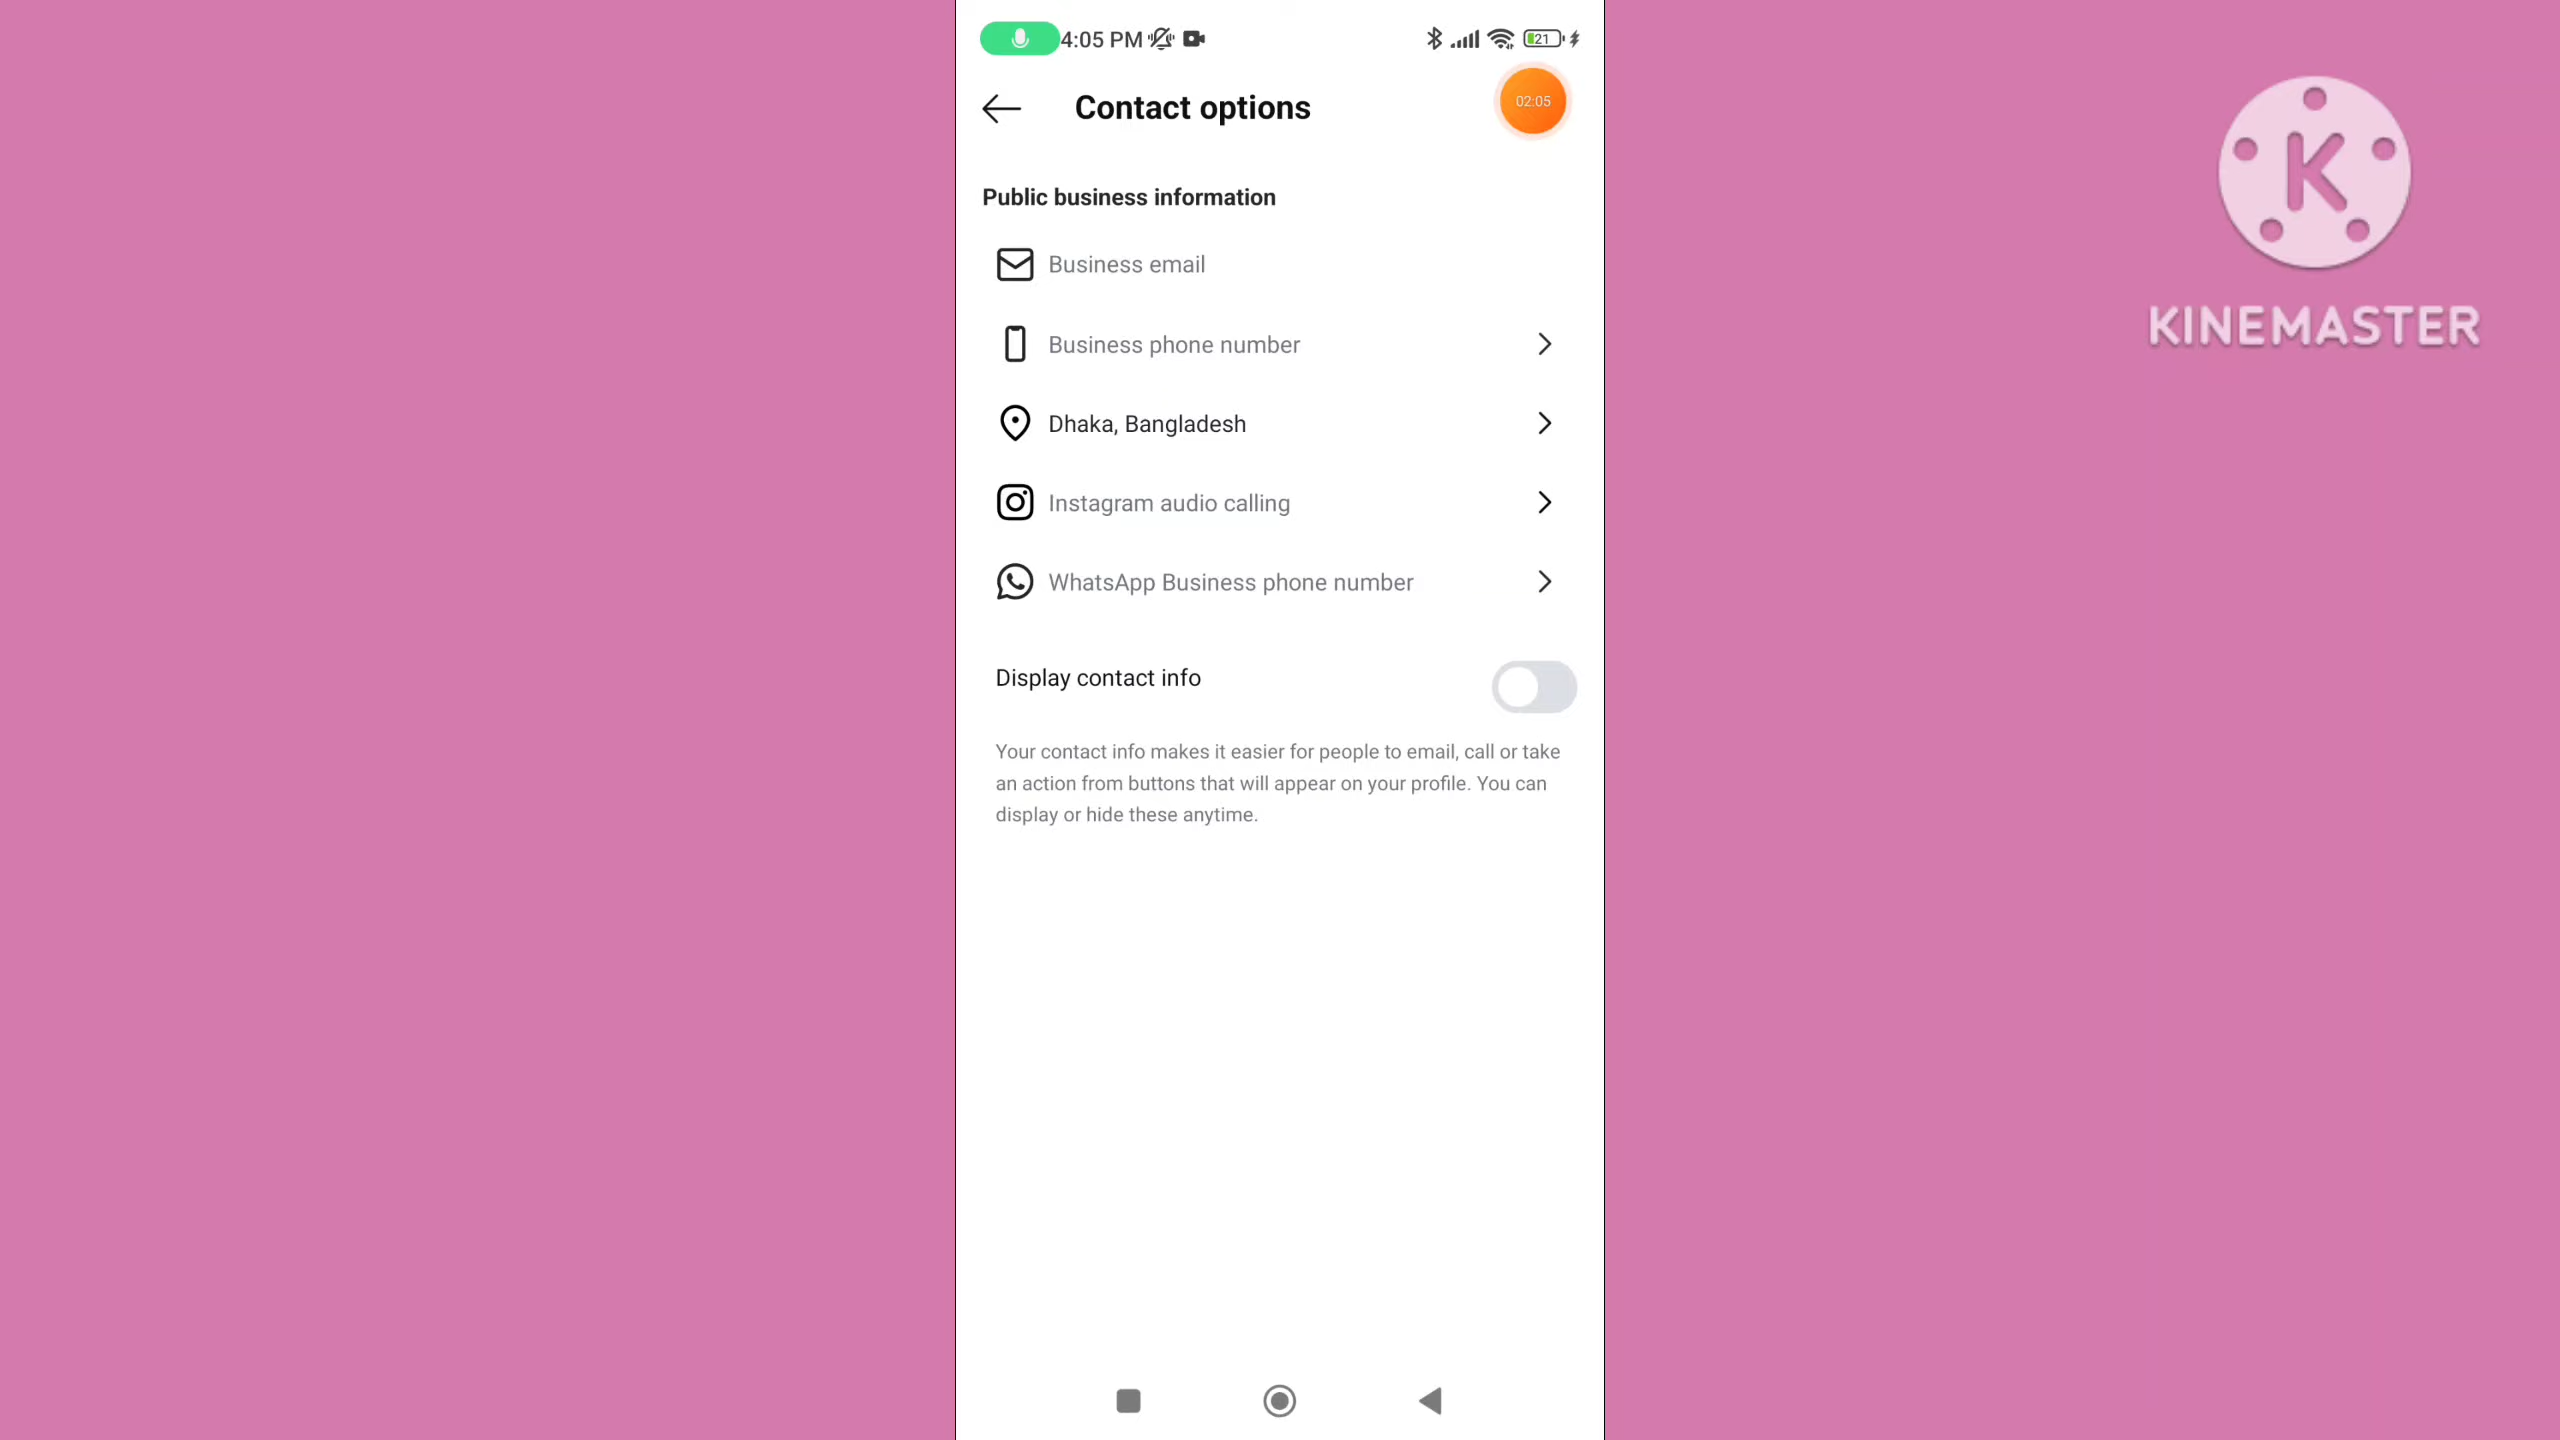 4:05 PM
21
Contact options
02:05
Public business information
Business email
Business phone number
Dhaka, Bangladesh
Instagram audio calling
WhatsApp Business phone number
Display contact info
Your contact info makes it easier for people to email, call or take
an action from buttons that will appear on your profile. You can
display or hide these anytime.
K
KINEMASTER